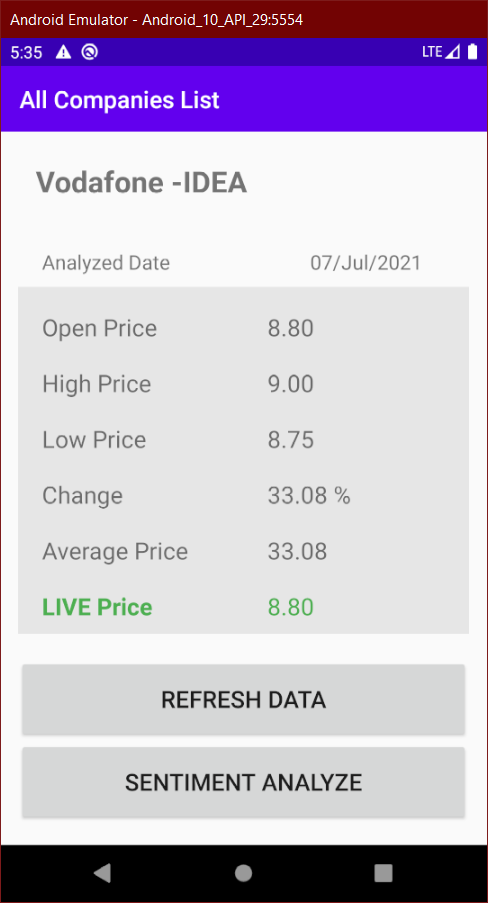 Android Emulator - Android_10_API_29:5554
5:35 LTE
All Companies List
Vodafone -IDEA
Analyzed Date 07/Jul/2021
Open Price 8.80
High Price 9.00
Low Price 8.75
Change 33.08 %
Average Price 33.08
LIVE Price 8.80
REFRESH DATA
SENTIMENT ANALYZE